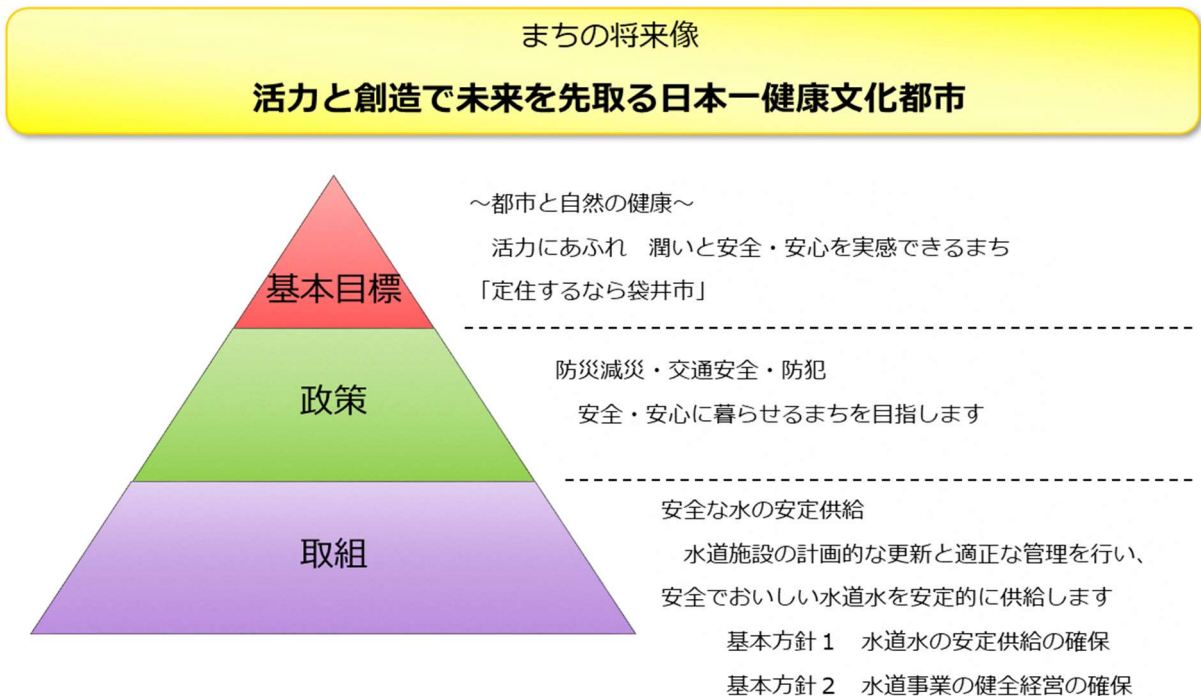 まちの将来像
活力と創造で未来を先取る日本一健康文化都市
基本目標
～都市と自然の健康～
活力にあふれ　潤いと安全・安心を実感できるまち
「定住するなら袋井市」
政策
防災減災・交通安全・防犯
安全・安心に暮らせるまちを目指します
取組
安全な水の安定供給
水道施設の計画的な更新と適正な管理を行い、
安全でおいしい水道水を安定的に供給します
基本方針１　水道水の安定供給の確保
基本方針２　水道事業の健全経営の確保